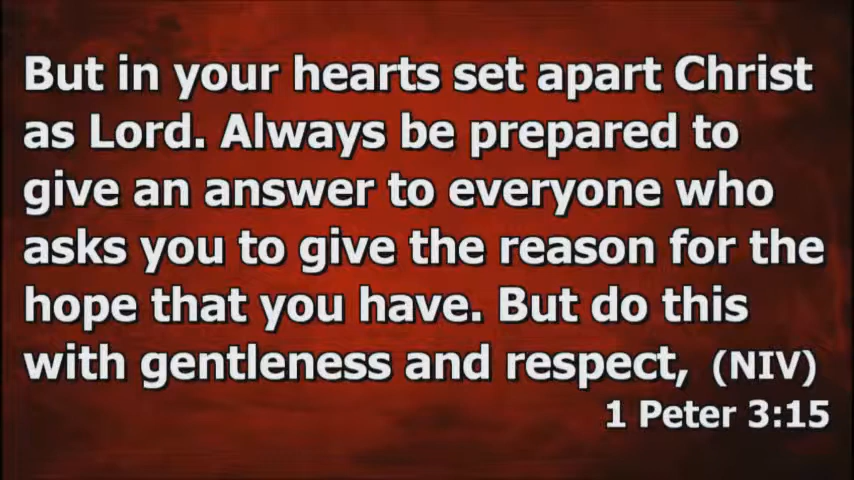 But in your hearts set apart Christ
as Lord. Always be prepared to
give an answer to everyone who
asks you to give the reason for the
hope that you have. But do this
with gentleness and respect, (NIV)
1 Peter 3:15